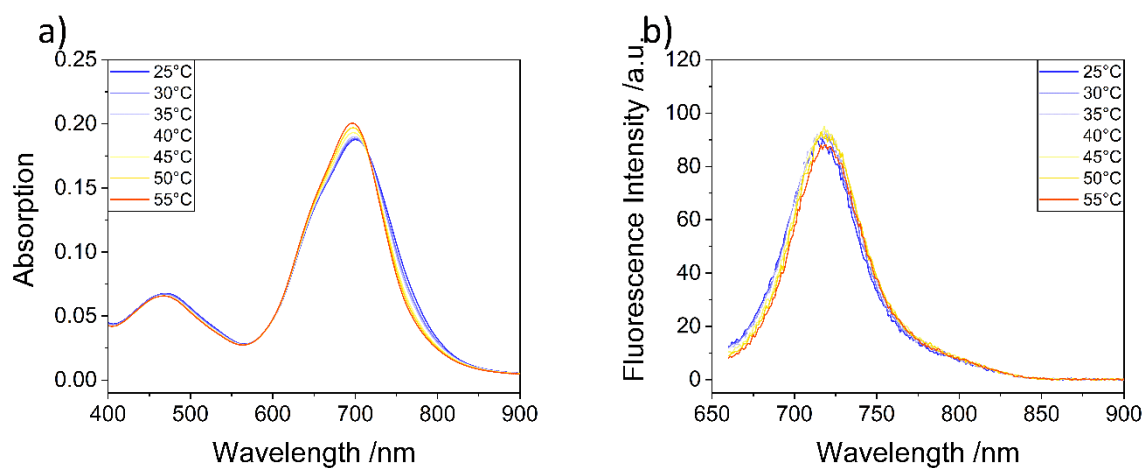 a)
Absorption
0.25
0.20
0.15
0.10
0.05
0.00
25°C
30°C
35°C
40°C
45°C
50°C
55°C
400 500 600 700 800 900
Wavelength /nm
b)
Fluorescence Intensity /a.u.
120
100
80
60
40
20
0
25°C
30°C
35°C
40°C
45°C
50°C
55°C
650 700 750 800 850 900
Wavelength /nm